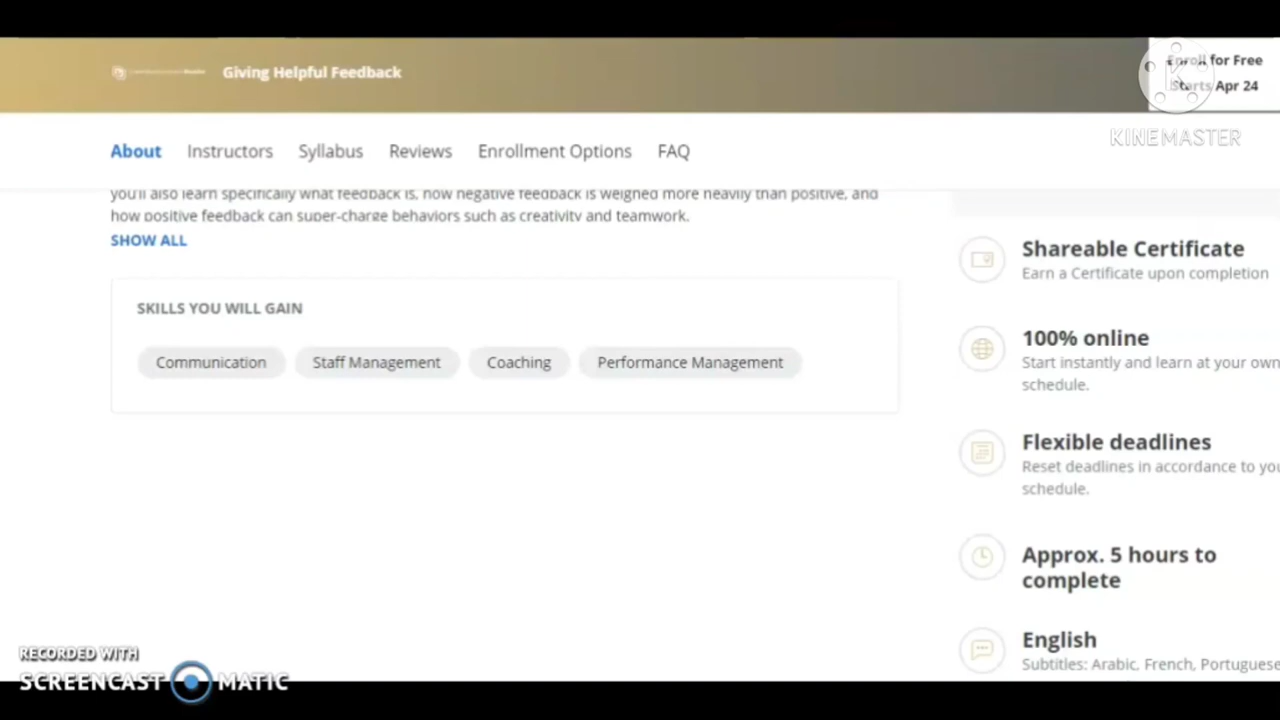 Giving Helpful Feedback
Enroll for Free
Starts Apr 24
KINEMASTER
About Instructors Syllabus Reviews Enrollment Options FAQ
you'll also learn specifically what feedback is, how negative feedback is weighed more heavily than positive, and
how positive feedback can super-charge behaviors such as creativity and teamwork.
SHOW ALL
SKILLS YOU WILL GAIN
Communication Staff Management Coaching Performance Management
Shareable Certificate
Earn a Certificate upon completion
100% online
Start instantly and learn at your own
schedule.
Flexible deadlines
Reset deadlines in accordance to you
schedule.
Approx. 5 hours to
complete
English
Subtitles: Arabic, French, Portuguese
RECORDED WITH
SCREENCAST MATIC